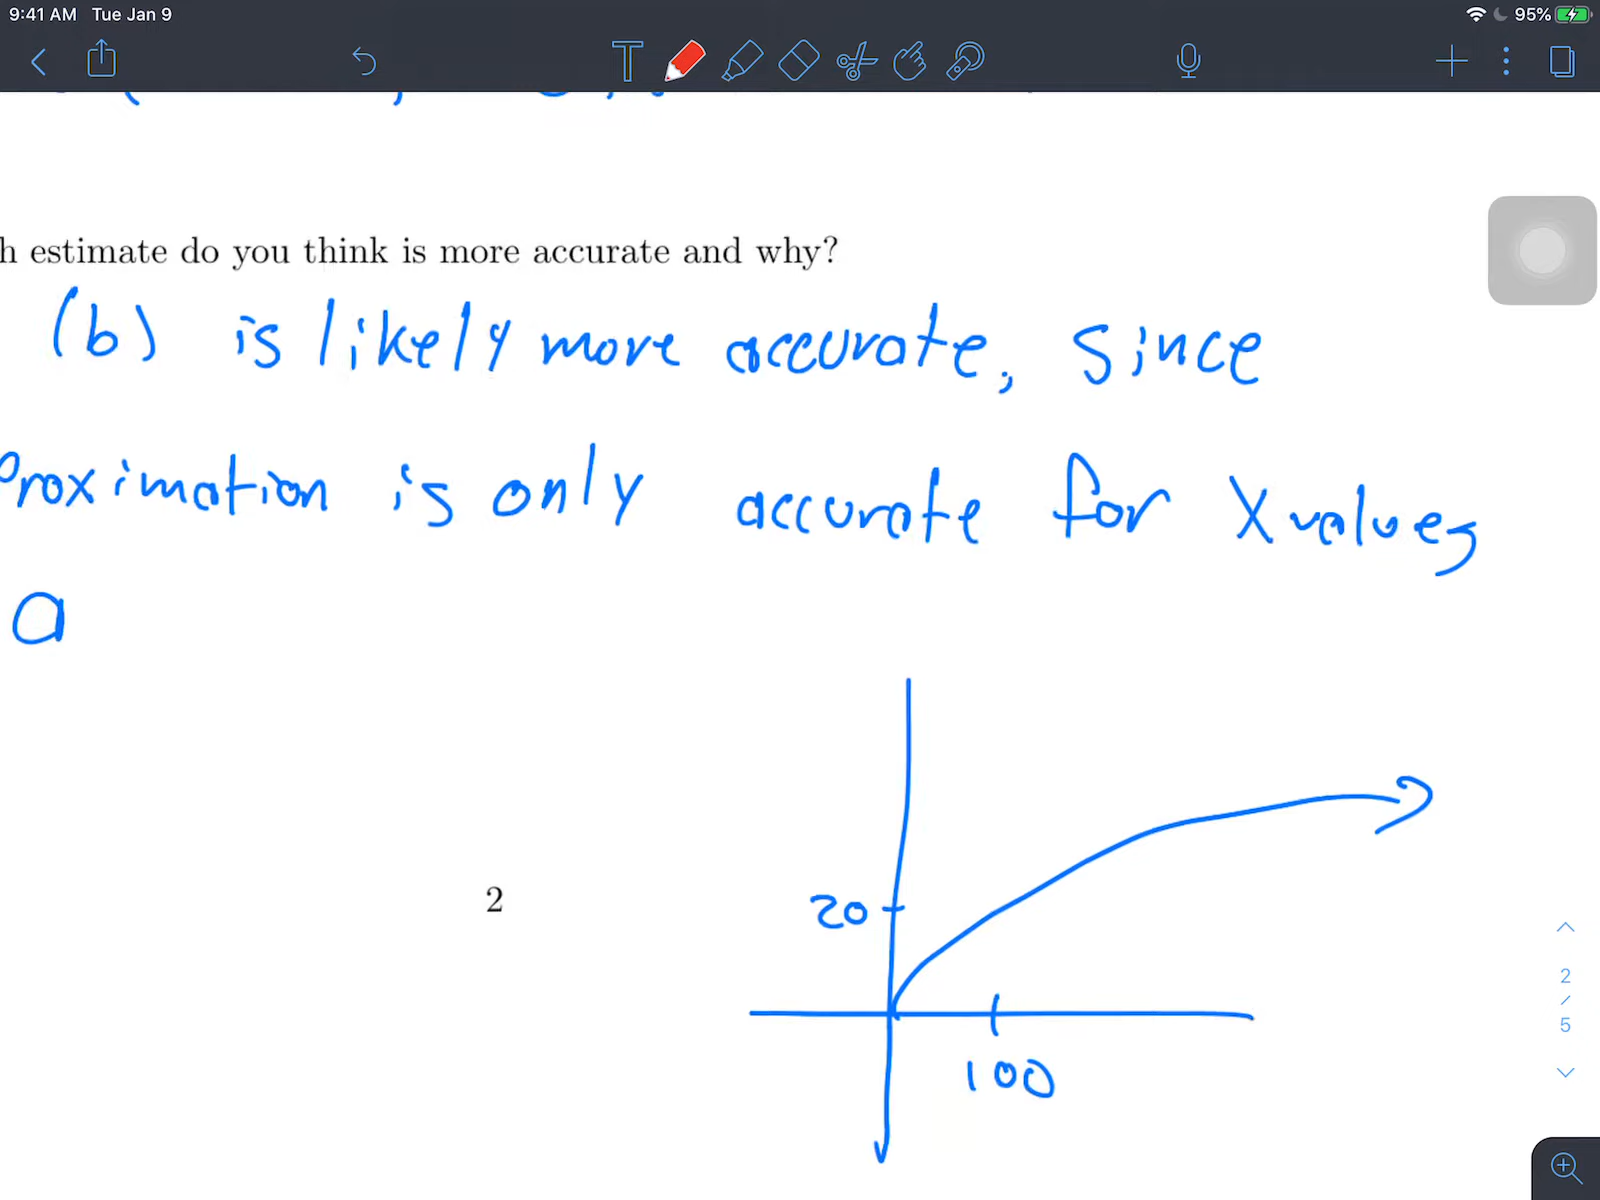 9:41 AM Tue Jan 9
95%
T
h estimate do you think is more accurate and why?
(b) is likely more accurate, since
proximation is only accurate for x values
a
20
100
2
2
/
5